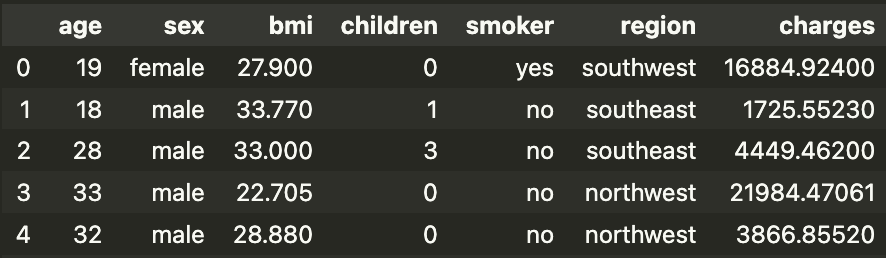 age sex bmi children smoker region charges
0 19 female 27.900 0 yes southwest 16884.92400
1 18 male 33.770 1 no southeast 1725.55230
2 28 male 33.000 3 no southeast 4449.46200
3 33 male 22.705 0 no northwest 21984.47061
4 32 male 28.880 0 no northwest 3866.85520